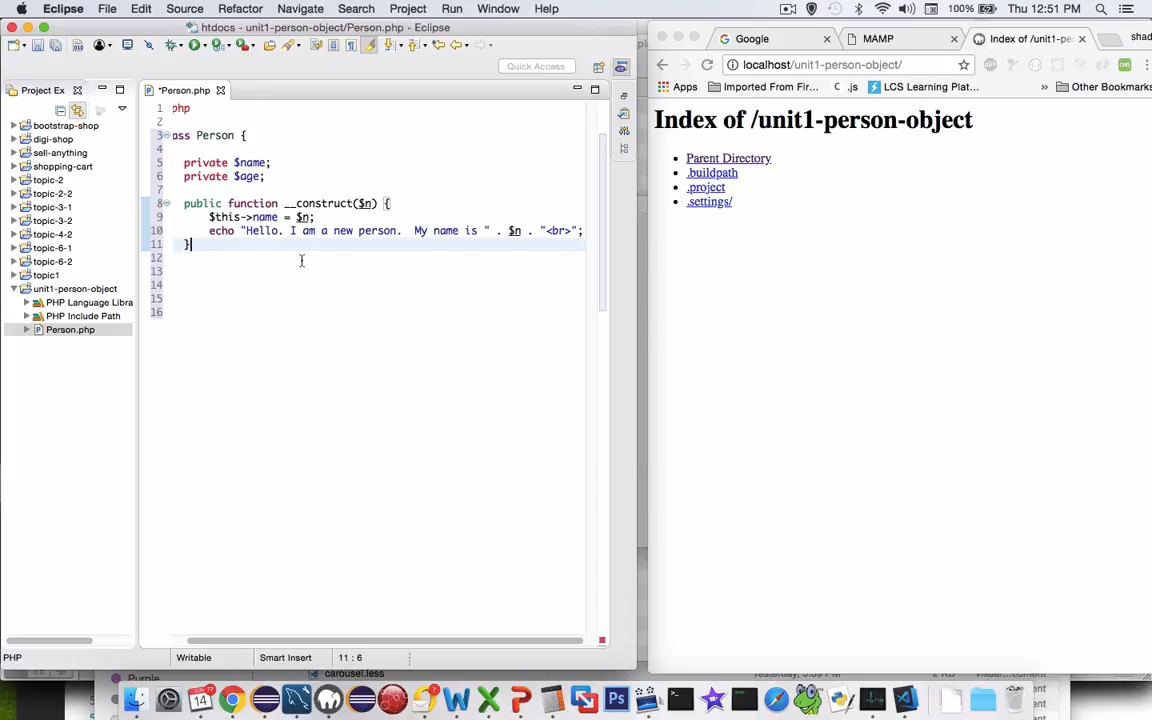 Eclipse File Edit Source Refactor Navigate Search Project Run Window Help
100% Thu 12:51 PM
htdocs - unit1-person-object/Person.php - Eclipse
Quick Access
Project Ex
bootstrap-shop
digi-shop
sell-anything
shopping-cart
topic-2
topic-2-2
topic-3-1
topic-3-2
topic-4-2
topic-6-1
topic-6-2
topic1
unit1-person-object
PHP Language Libra
PHP Include Path
Person.php
*Person.php
1 php
2
3 ass Person {
4
5 private $name;
6 private $age;
7
8 public function __construct($n) {
9 $this->name = $n;
10 echo "Hello. I am a new person.  My name is " . $n . "<br>";
11 }
12
13
14
15
16
PHP Writable Smart Insert 11 : 6
Google MAMP Index of /unit1-pers shad
localhost/unit1-person-object/
Apps Imported From Fir... .js LCS Learning Plat... » Other Bookmarks
Index of /unit1-person-object
• Parent Directory
• .buildpath
• .project
• .settings/
Purple carousel.less